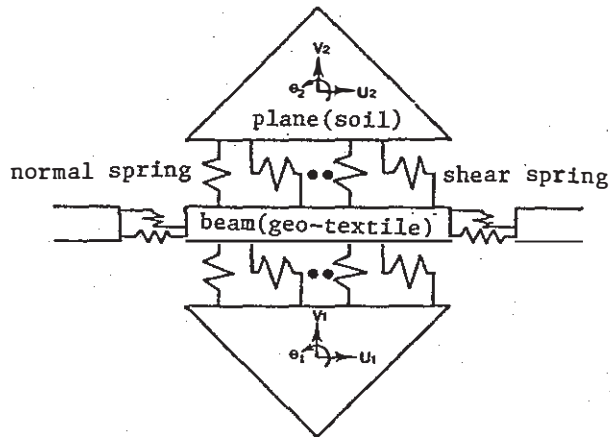 V2
θ2
U2
plane(soil)
normal spring
shear spring
beam(geo-textile)
V1
θ1
U1